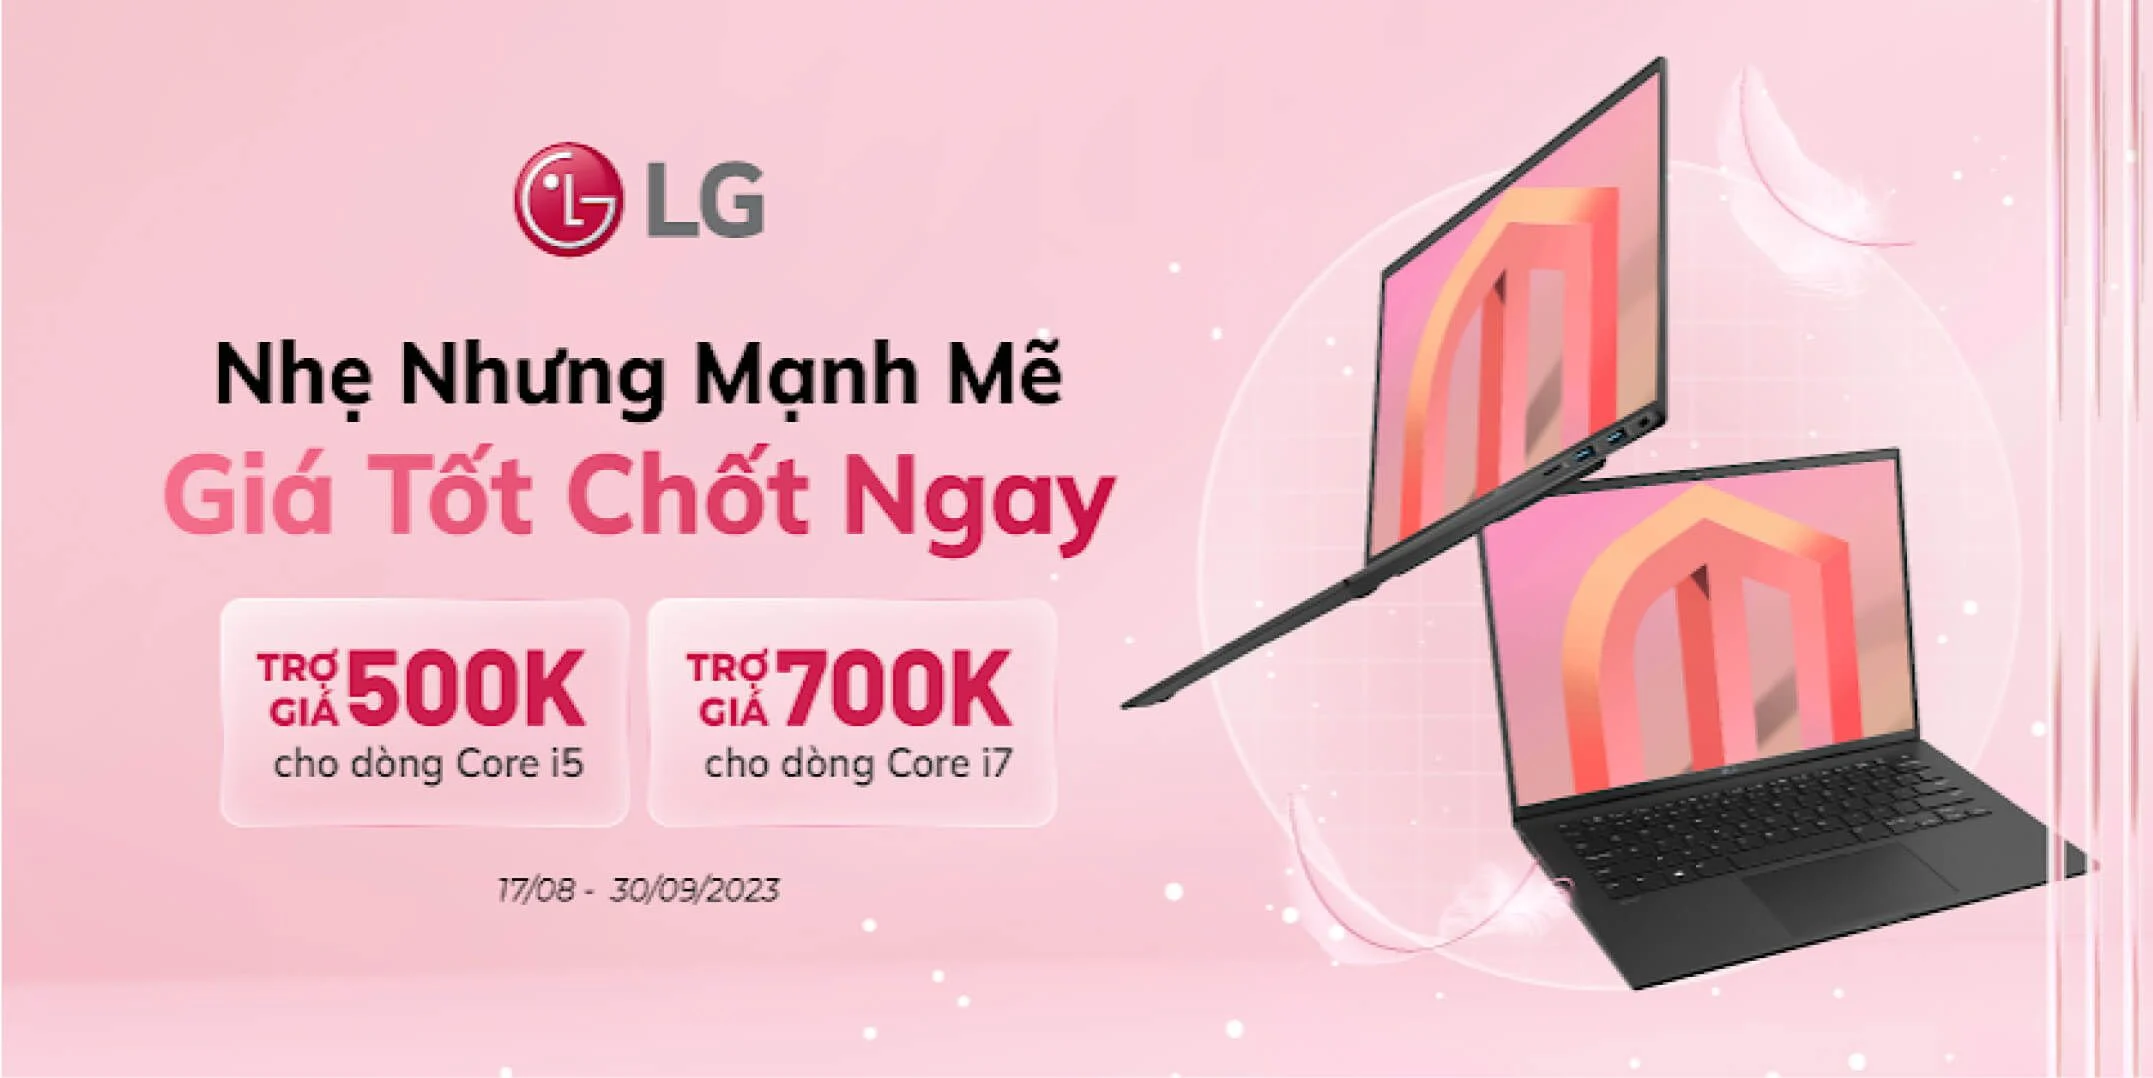 LG
Nhẹ Nhưng Mạnh Mẽ
Giá Tốt Chốt Ngay
TRỢ GIÁ 500K
cho dòng Core i5
TRỢ GIÁ 700K
cho dòng Core i7
17/08 - 30/09/2023